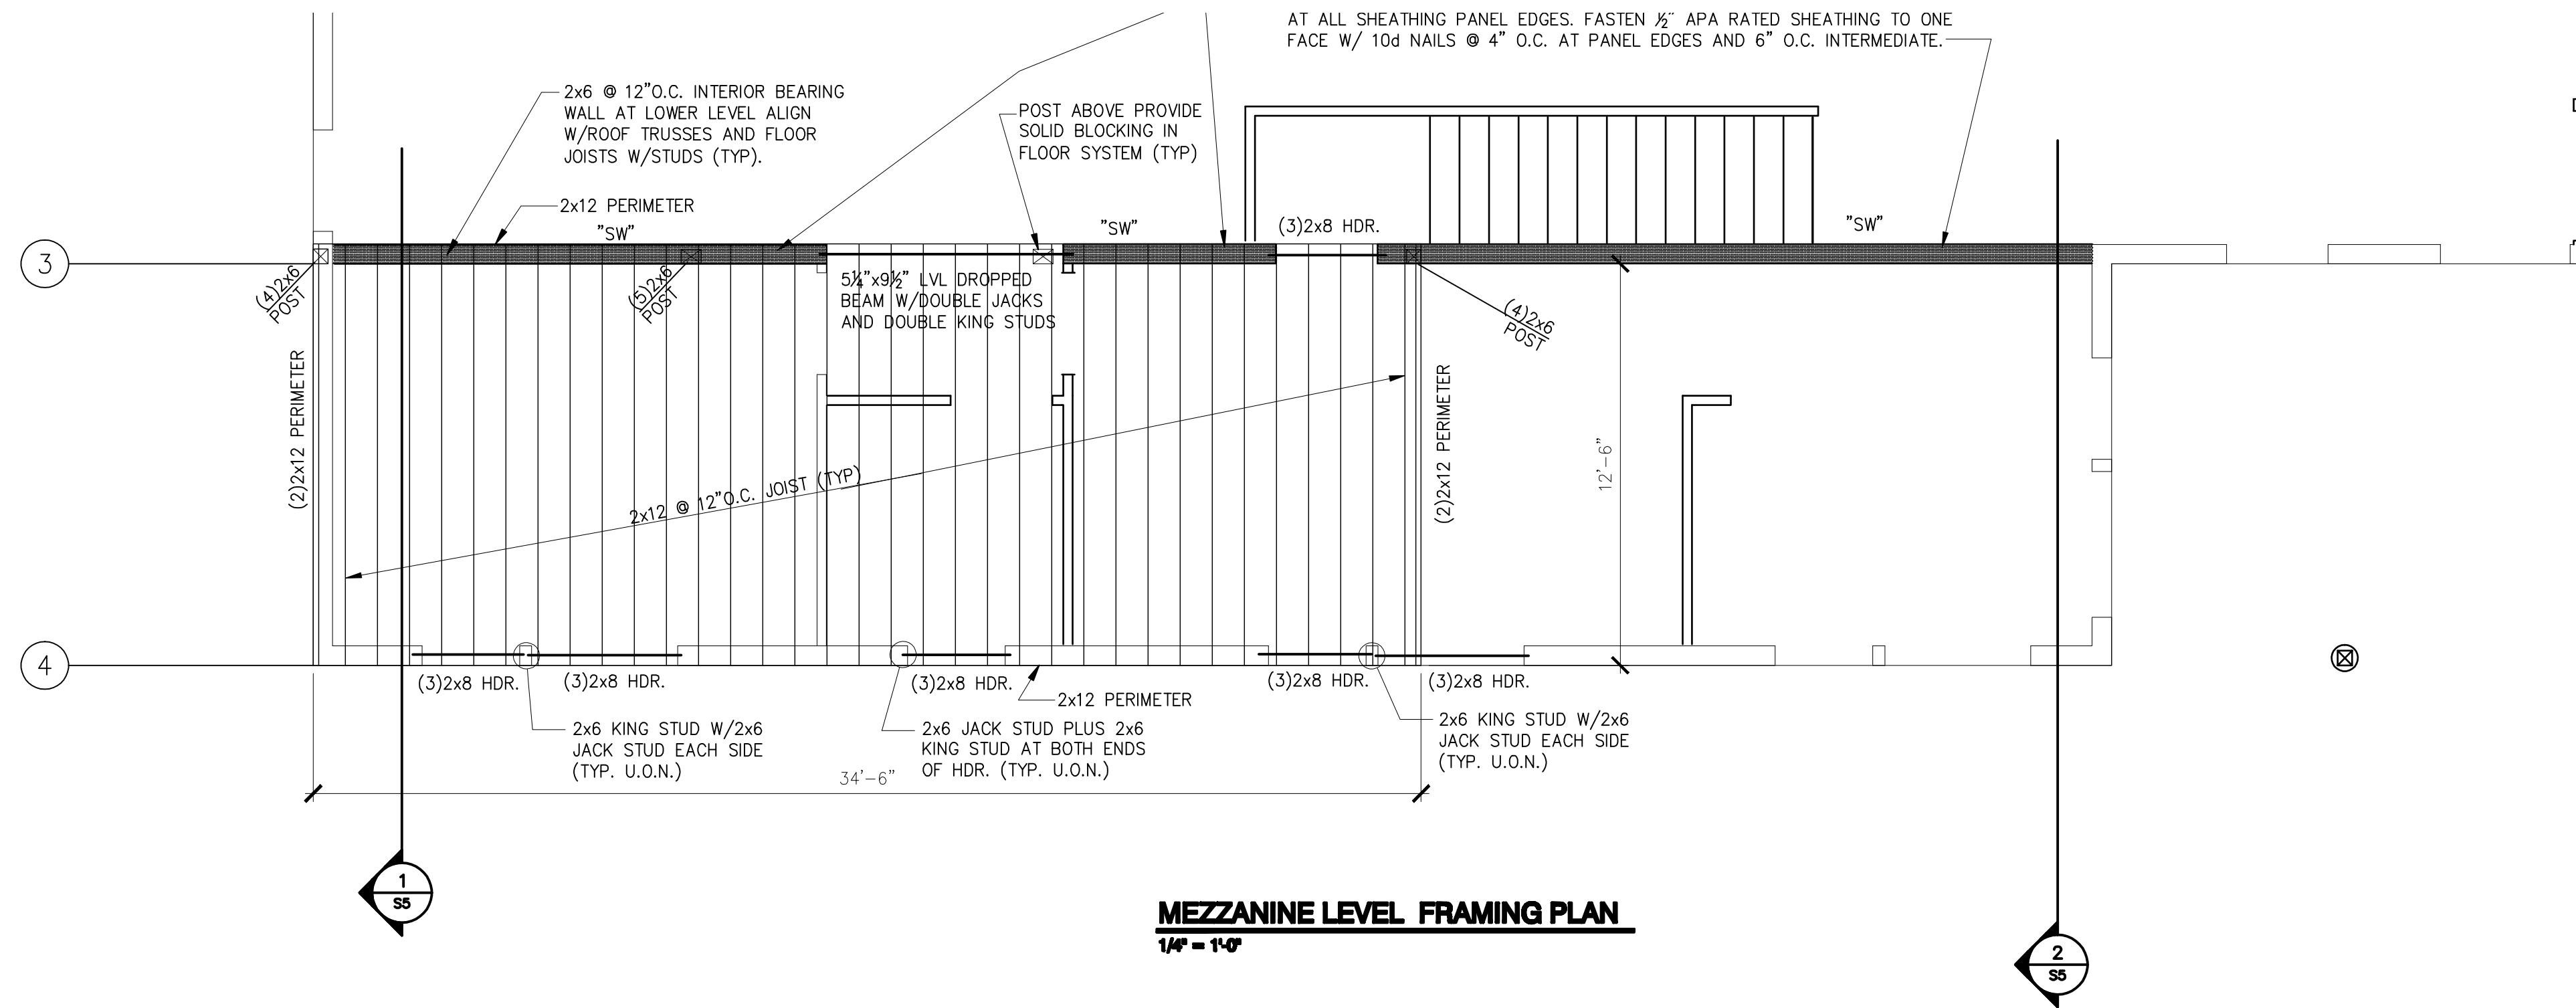 AT ALL SHEATHING PANEL EDGES. FASTEN ½" APA RATED SHEATHING TO ONE
FACE W/ 10d NAILS @ 4" O.C. AT PANEL EDGES AND 6" O.C. INTERMEDIATE.
2x6 @ 12"O.C. INTERIOR BEARING
WALL AT LOWER LEVEL ALIGN
W/ROOF TRUSSES AND FLOOR
JOISTS W/STUDS (TYP).
POST ABOVE PROVIDE
SOLID BLOCKING IN
FLOOR SYSTEM (TYP)
2x12 PERIMETER
"SW"
"SW"
(3)2x8 HDR.
"SW"
3
(4)2x6
POST
(5)2x6
POST
5¼"x9½" LVL DROPPED
BEAM W/DOUBLE JACKS
AND DOUBLE KING STUDS
(4)2x6
POST
(2)2x12 PERIMETER
2x12 @ 12"O.C. JOIST (TYP)
(2)2x12 PERIMETER
12'-6"
4
(3)2x8 HDR.
(3)2x8 HDR.
(3)2x8 HDR.
(3)2x8 HDR.
(3)2x8 HDR.
2x12 PERIMETER
2x6 KING STUD W/2x6
JACK STUD EACH SIDE
(TYP. U.O.N.)
2x6 JACK STUD PLUS 2x6
KING STUD AT BOTH ENDS
OF HDR. (TYP. U.O.N.)
2x6 KING STUD W/2x6
JACK STUD EACH SIDE
(TYP. U.O.N.)
34'-6"
1
S5
MEZZANINE LEVEL FRAMING PLAN
1/4" = 1'-0"
2
S5